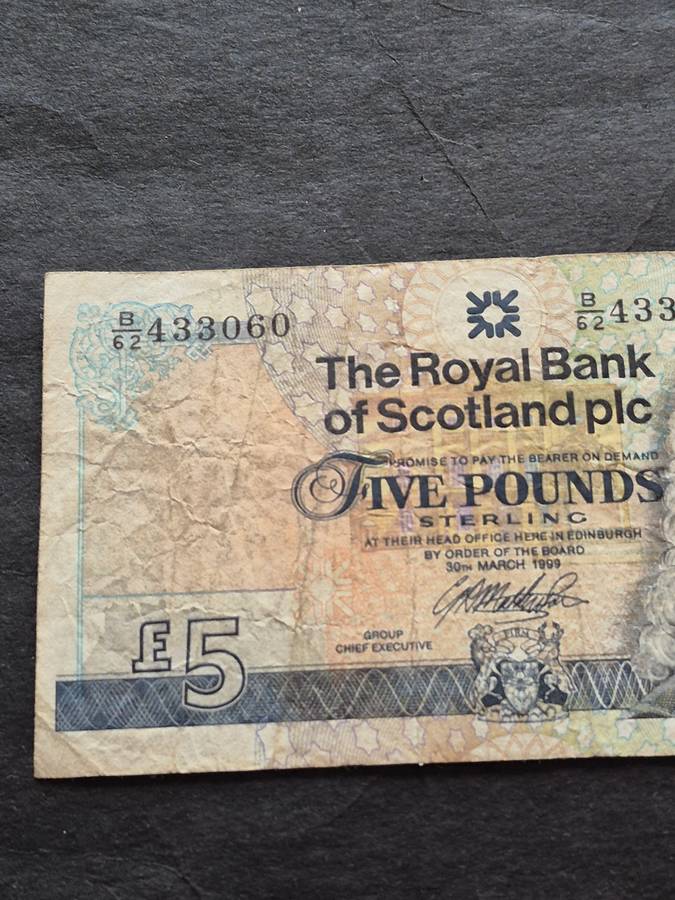 B/62 433060
B/62 433
The Royal Bank
of Scotland plc
PROMISE TO PAY THE BEARER ON DEMAND
FIVE POUNDS
STERLING
AT THEIR HEAD OFFICE HERE IN EDINBURGH
BY ORDER OF THE BOARD
30TH MARCH 1999
GROUP
CHIEF EXECUTIVE
FIRM
£5